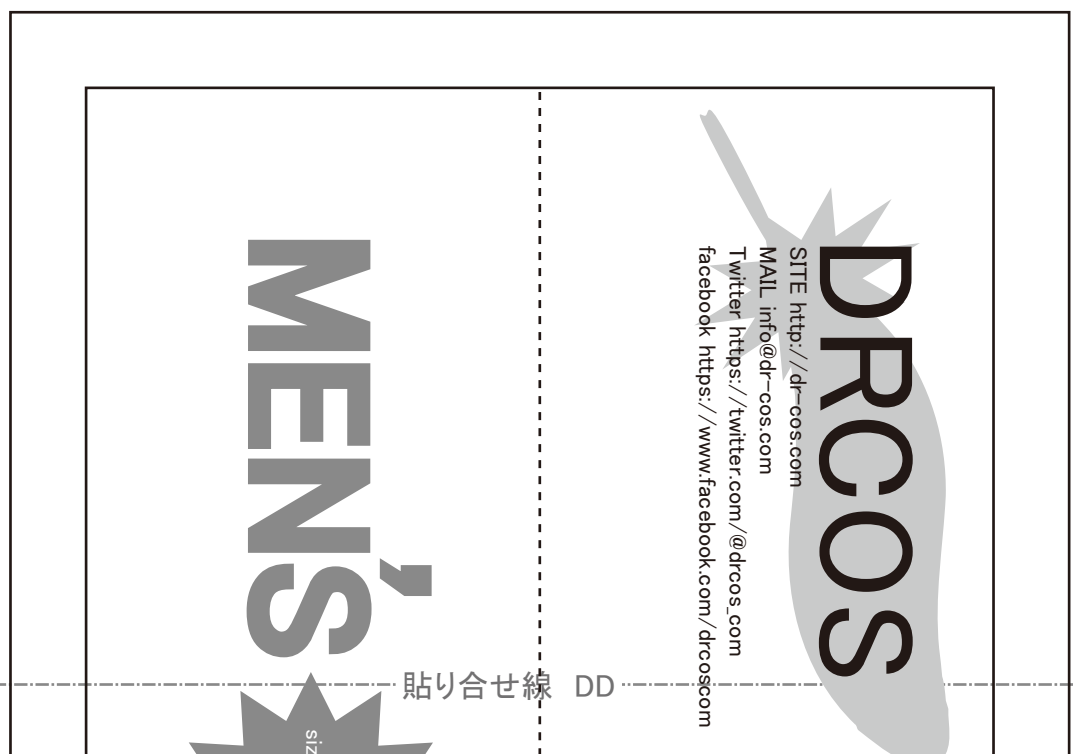 DRCOS
SITE http://dr-cos.com
MAIL info@dr-cos.com
Twitter https://twitter.com/@drcos_com
facebook https://www.facebook.com/drcoscom
MEN'S
siz
貼り合せ線 DD